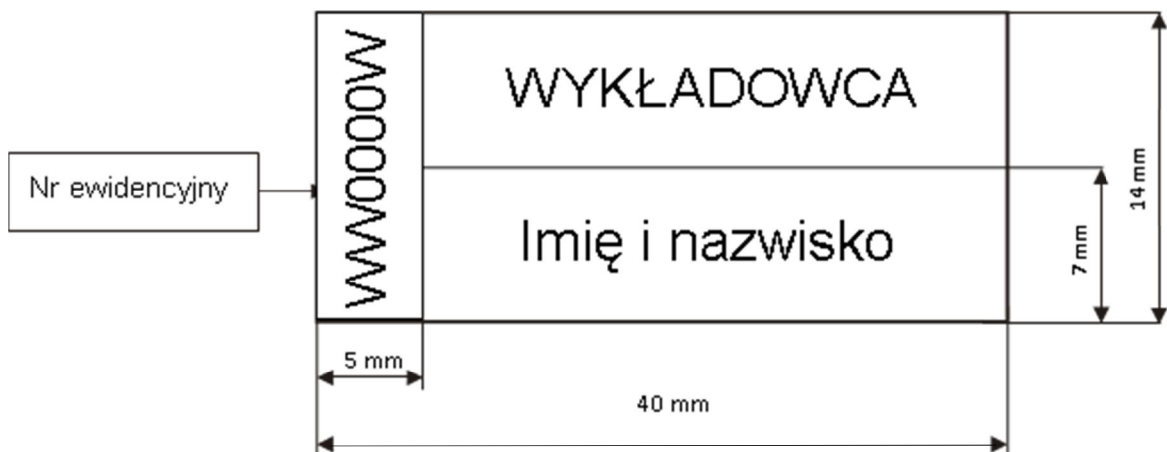 WW0000W
WYKŁADOWCA
Nr ewidencyjny
Imię i nazwisko
14 mm
7 mm
5 mm
40 mm